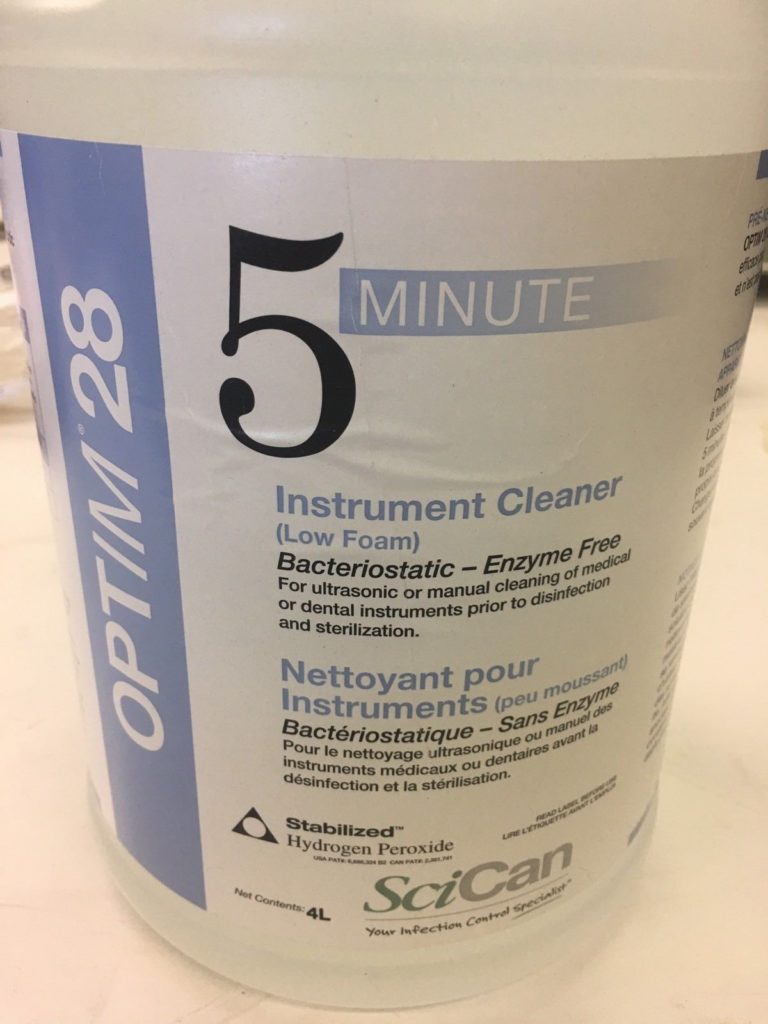 OPTIM® 28
5 MINUTE
Instrument Cleaner
(Low Foam)
Bacteriostatic – Enzyme Free
For ultrasonic or manual cleaning of medical
or dental instruments prior to disinfection
and sterilization.
Nettoyant pour
Instruments (peu moussant)
Bactériostatique – Sans Enzyme
Pour le nettoyage ultrasonique ou manuel des
instruments médicaux ou dentaires avant la
désinfection et la stérilisation.
Stabilized™
Hydrogen Peroxide
READ LABEL BEFORE USE
LIRE L'ÉTIQUETTE AVANT L'EMPLOI
Net Contents: 4L
SciCan
Your Infection Control Specialist™